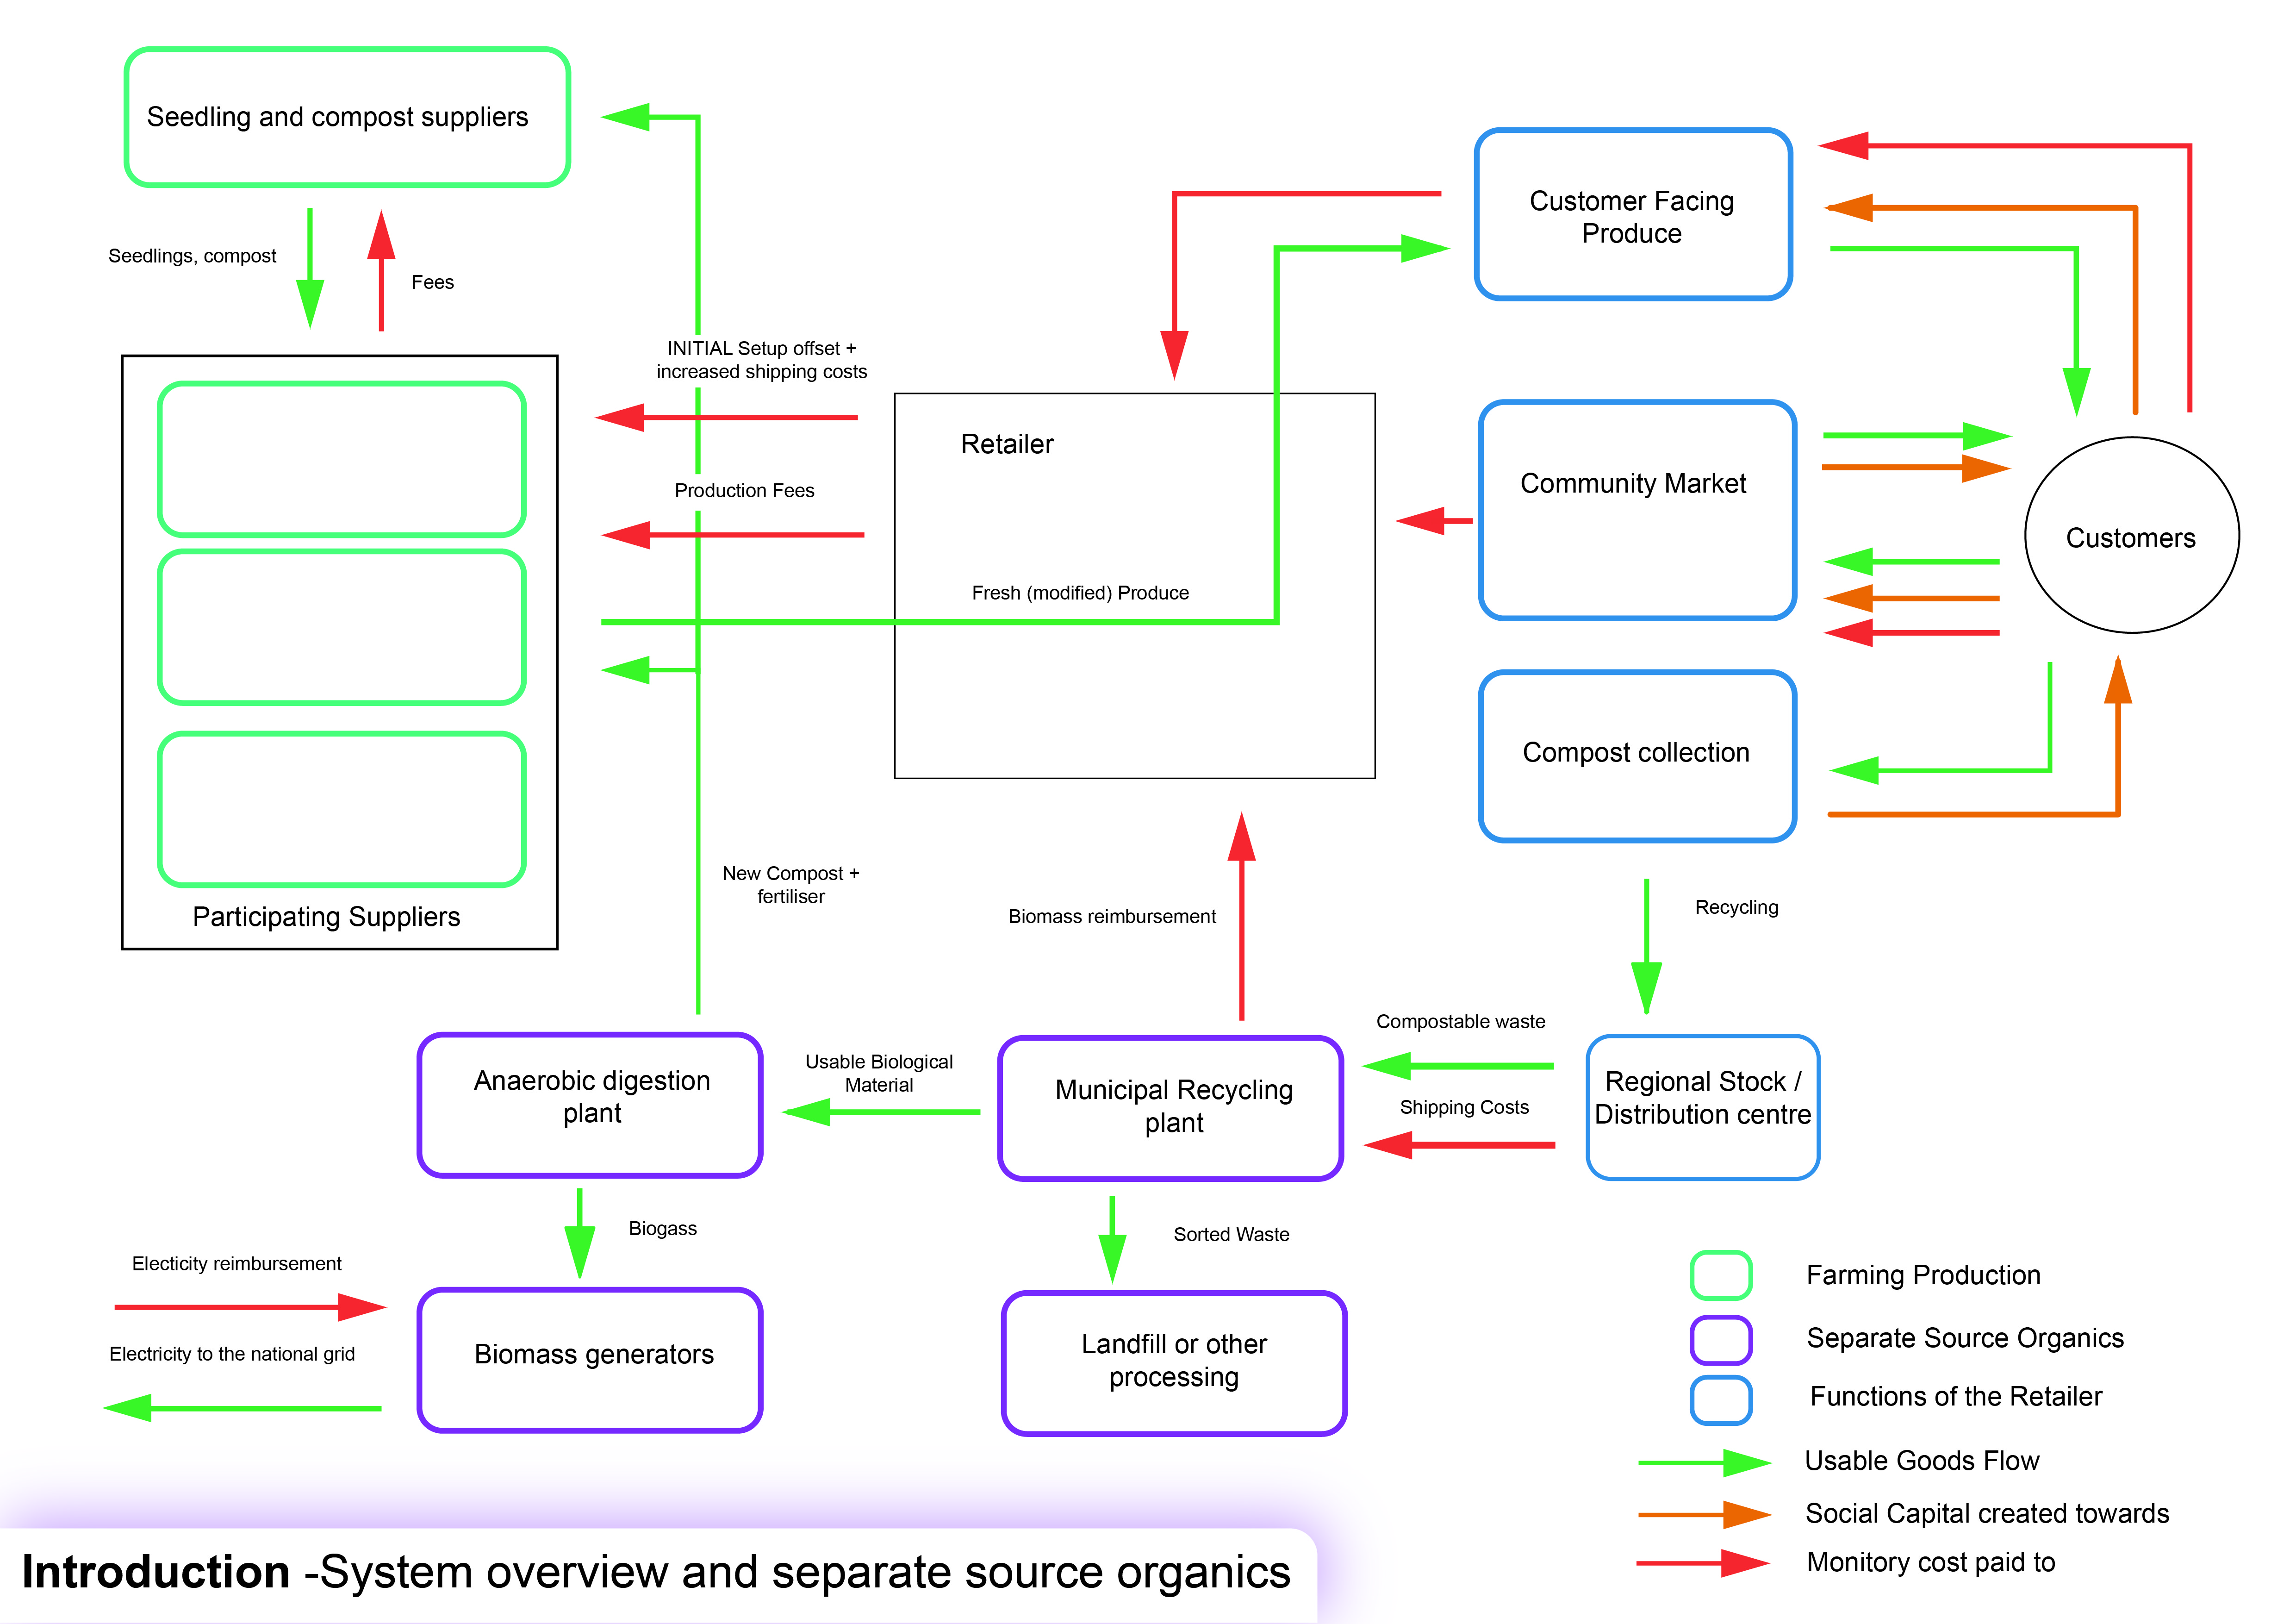 Seedling and compost suppliers
Seedlings, compost
Fees
Participating Suppliers
INITIAL Setup offset +
increased shipping costs
Production Fees
Retailer
Fresh (modified) Produce
Customer Facing
Produce
Community Market
Customers
Compost collection
New Compost +
fertiliser
Biomass reimbursement
Recycling
Anaerobic digestion
plant
Usable Biological
Material
Municipal Recycling
plant
Compostable waste
Shipping Costs
Regional Stock /
Distribution centre
Biogass
Sorted Waste
Electicity reimbursement
Electricity to the national grid
Biomass generators
Landfill or other
processing
Farming Production
Separate Source Organics
Functions of the Retailer
Usable Goods Flow
Social Capital created towards
Monitory cost paid to
Introduction -System overview and separate source organics